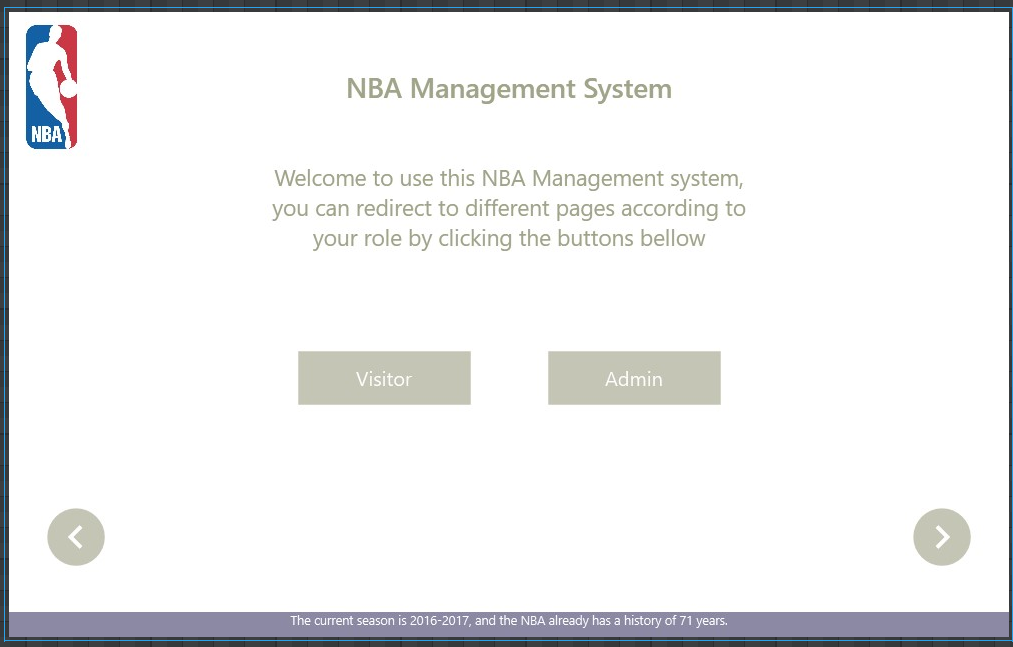 NBA
NBA Management System
Welcome to use this NBA Management system,
you can redirect to different pages according to
your role by clicking the buttons bellow
Visitor
Admin
The current season is 2016-2017, and the NBA already has a history of 71 years.